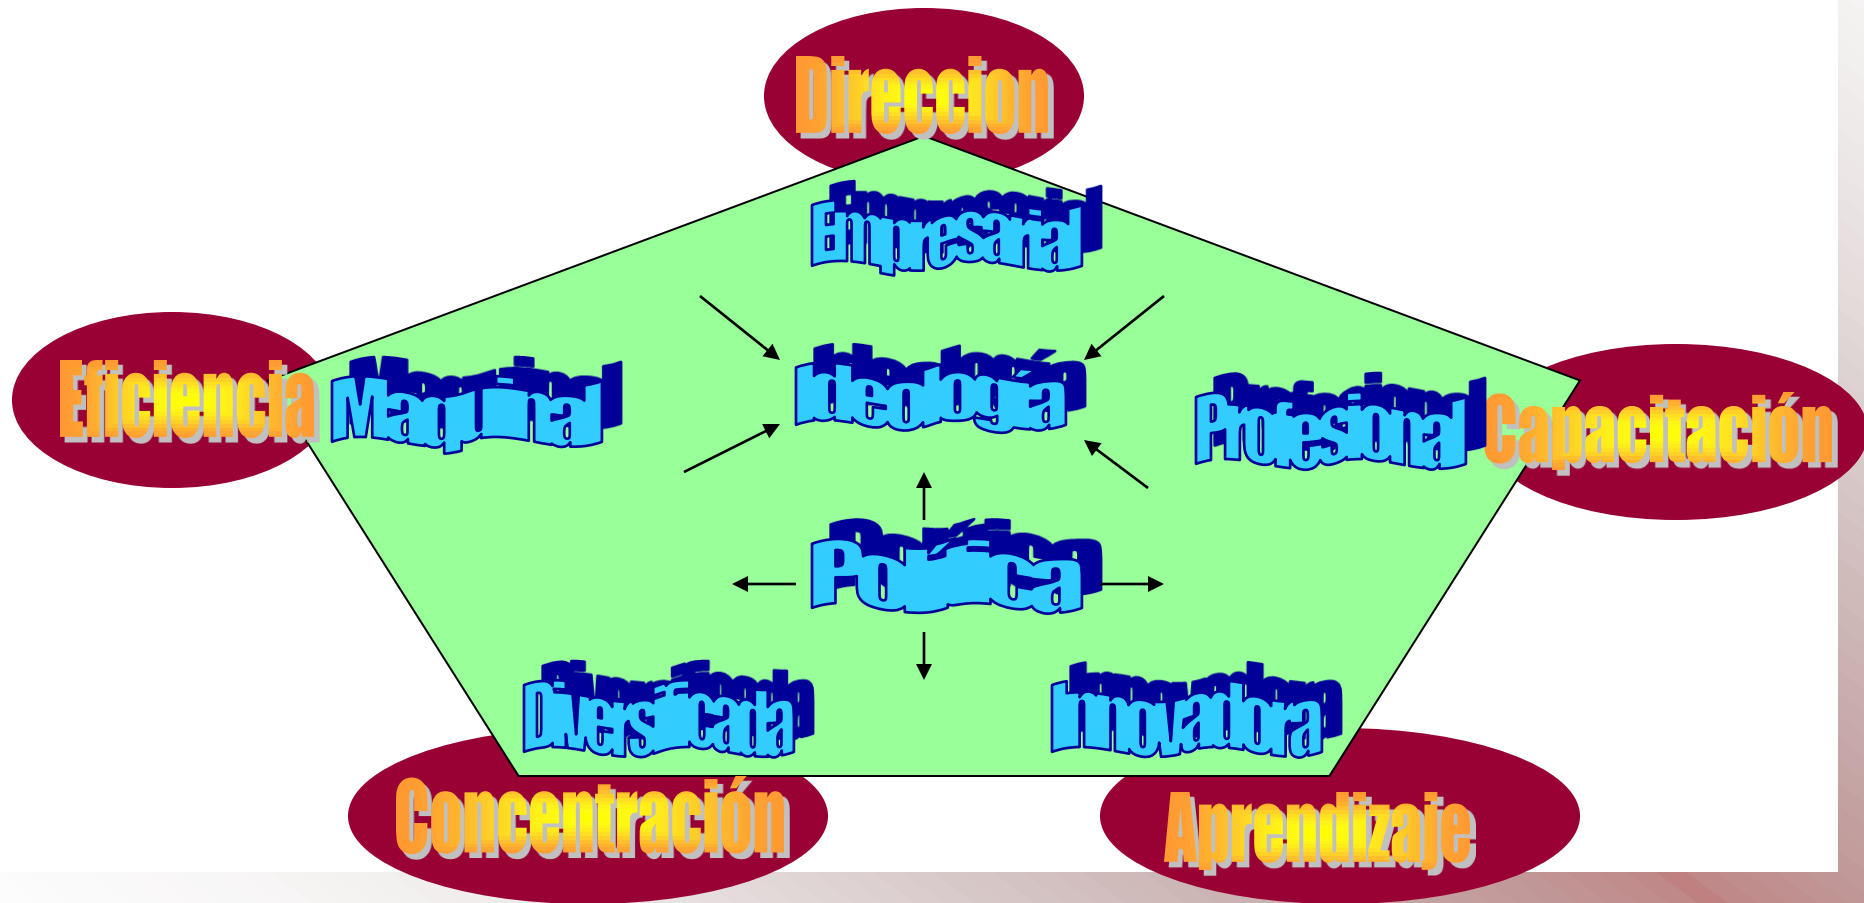 Direccion
Empresarial
Ideología
Eficiencia
Maquinal
Profesional
Capacitación
Política
Diversificada
Innovadora
Concentración
Aprendizaje